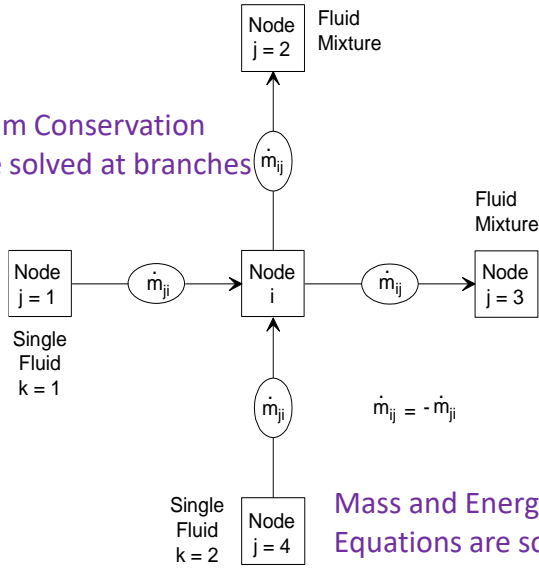 Node
j = 2
Fluid
Mixture
m Conservation
e solved at branches
ṁij
Fluid
Mixture
Node
j = 1
ṁji
Node
i
ṁij
Node
j = 3
Single
Fluid
k = 1
ṁji
ṁij = - ṁji
Single
Fluid
k = 2
Node
j = 4
Mass and Energ
Equations are so